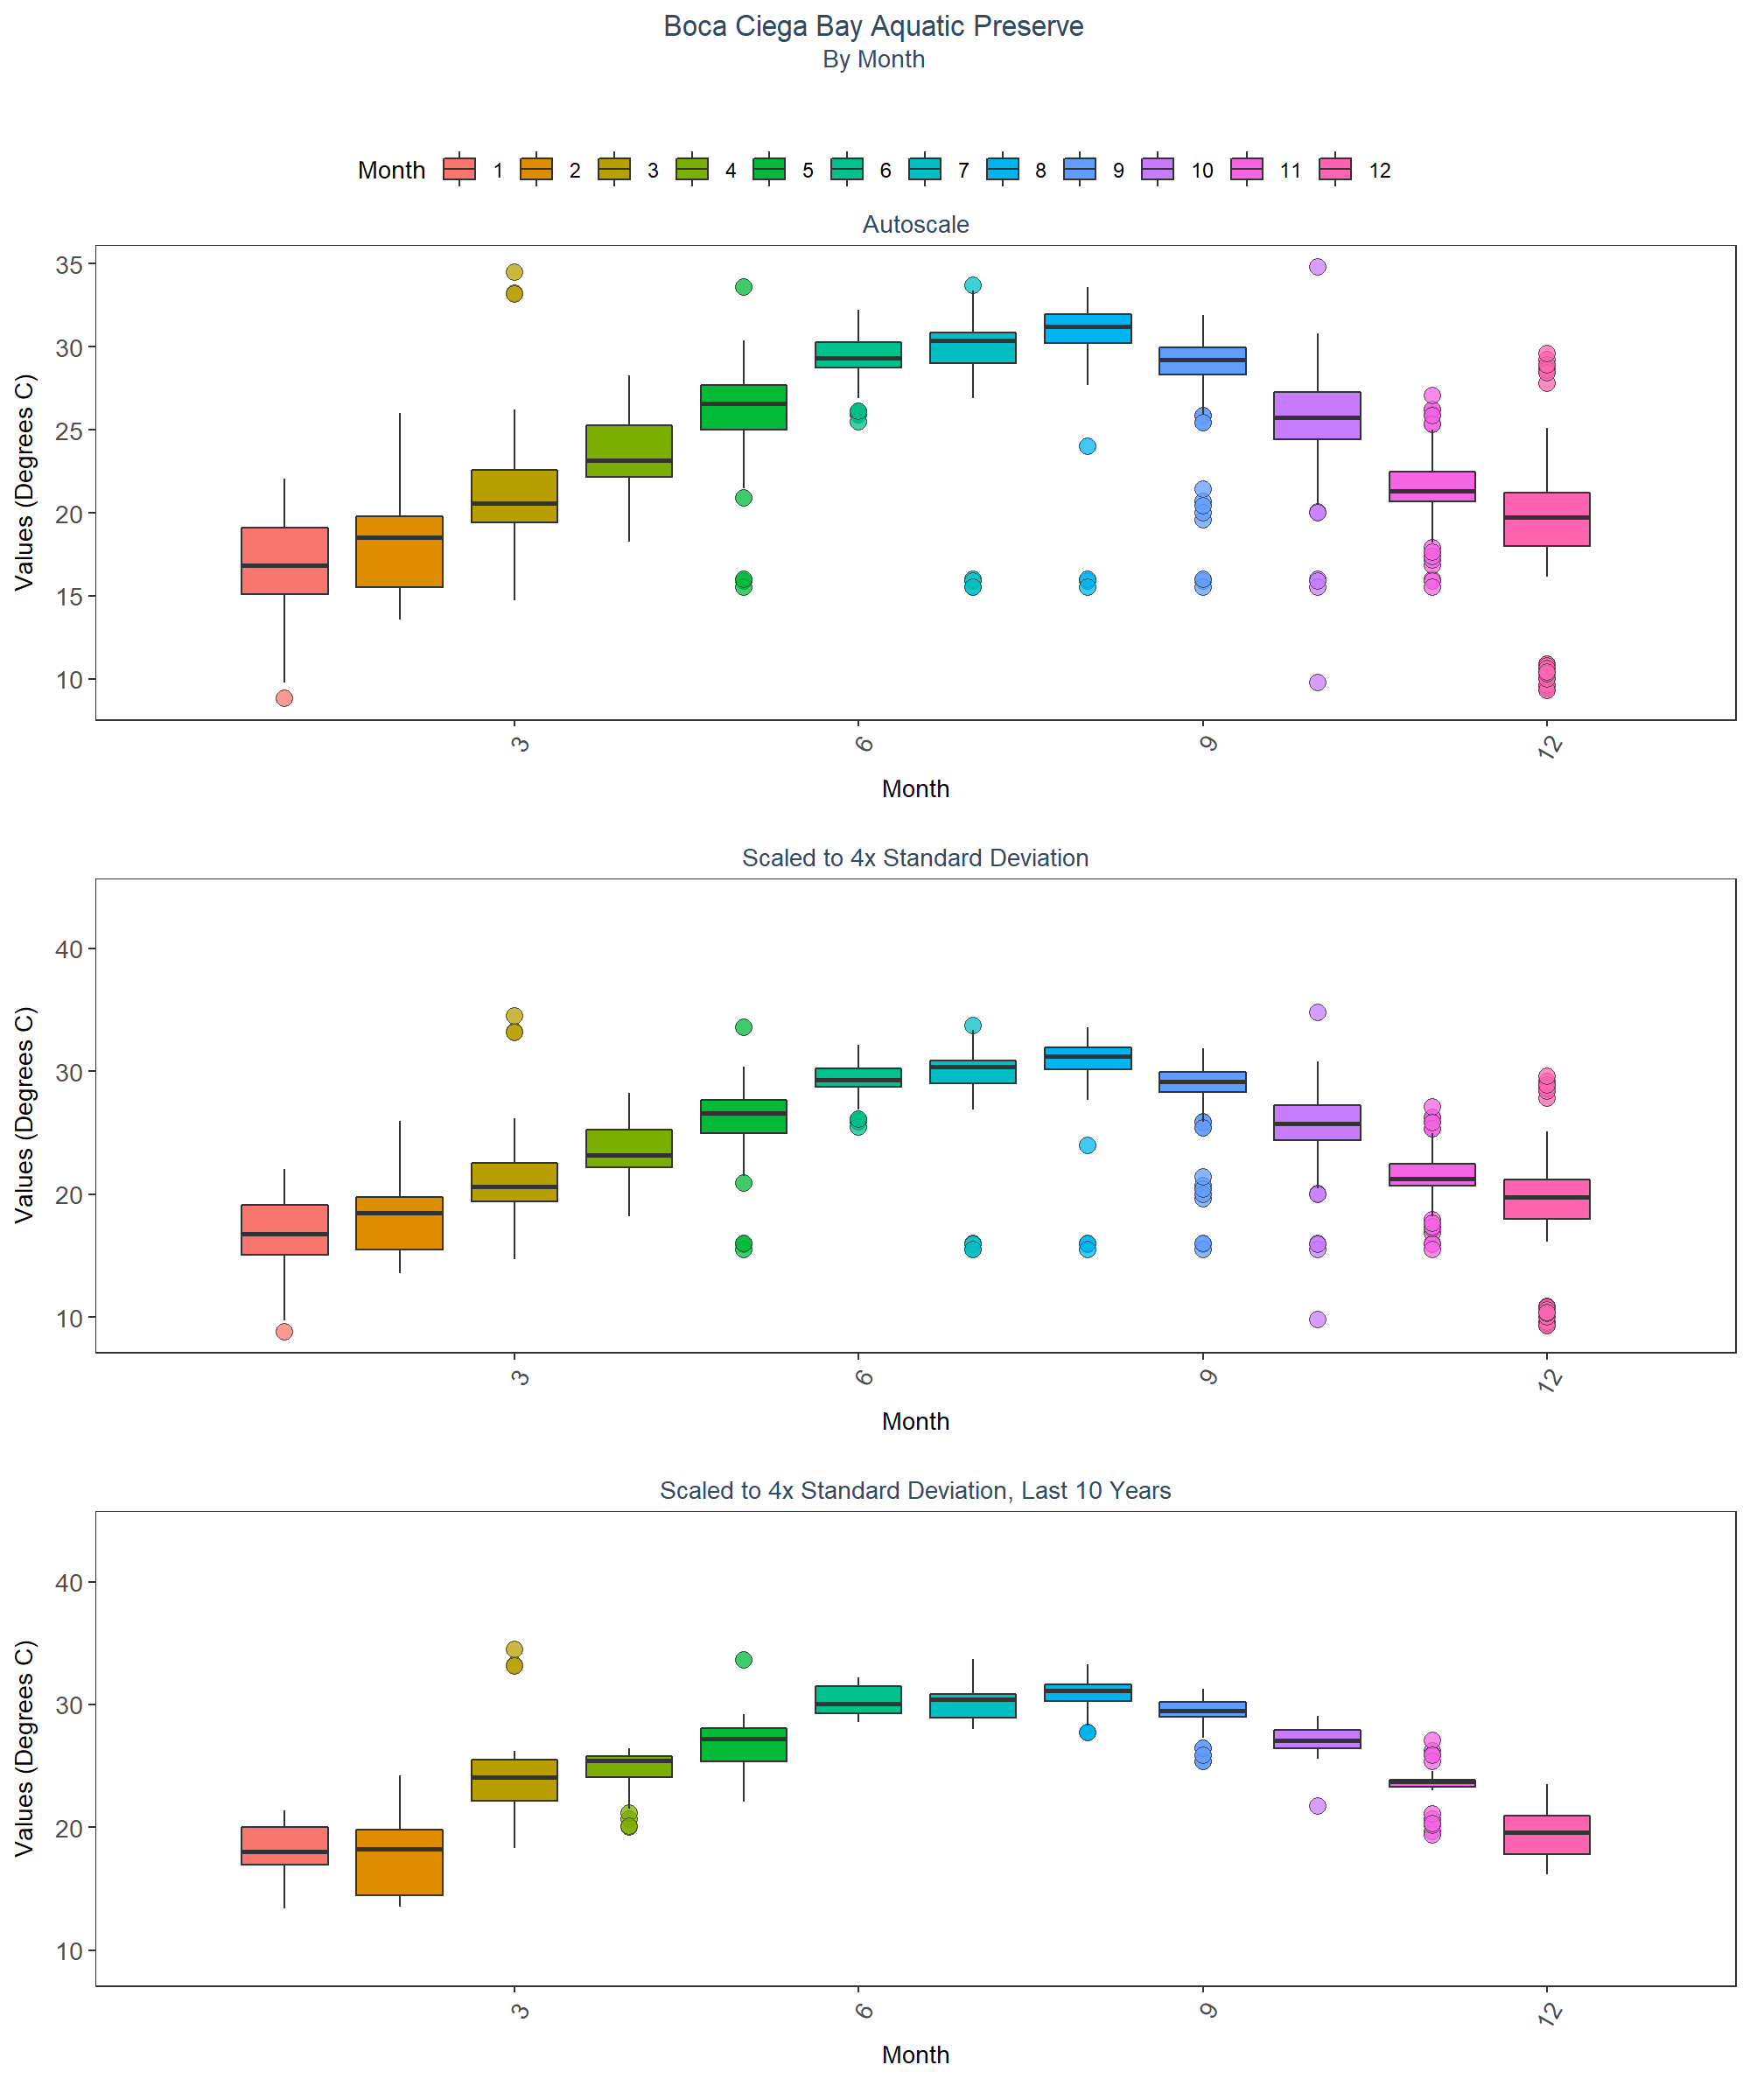 Boca Ciega Bay Aquatic Preserve
By Month
Month 1 2 3 4 5 6 7 8 9 10 11 12
Autoscale
Values (Degrees C)
35
30
25
20
15
10
3 6 9 12
Month
Scaled to 4x Standard Deviation
Values (Degrees C)
40
30
20
10
3 6 9 12
Month
Scaled to 4x Standard Deviation, Last 10 Years
Values (Degrees C)
40
30
20
10
3 6 9 12
Month